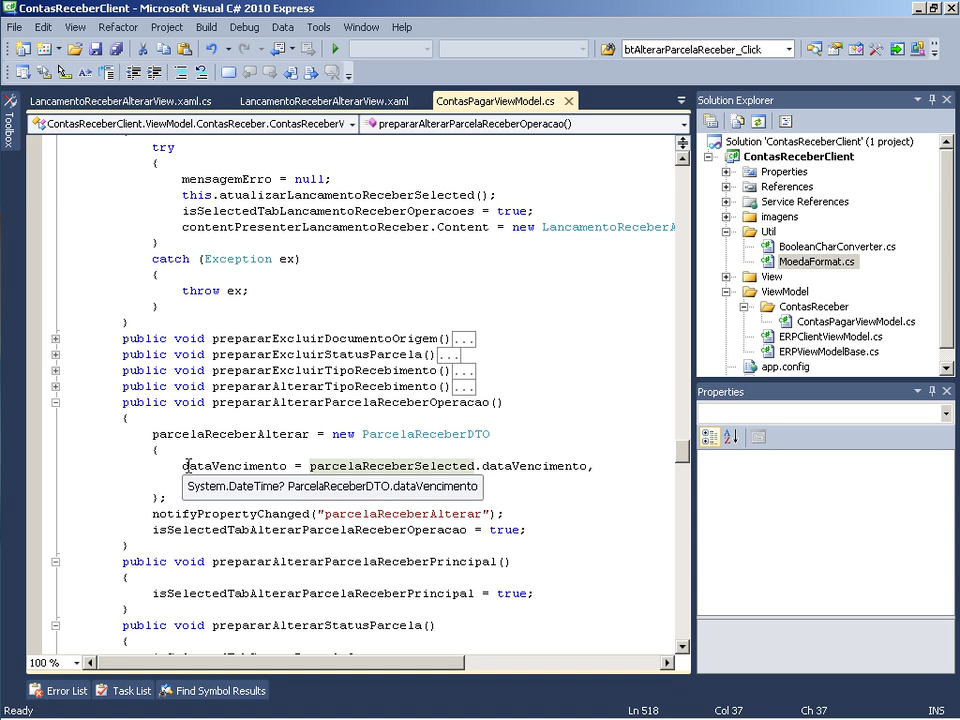 ContasReceberClient - Microsoft Visual C# 2010 Express
File Edit View Refactor Project Build Debug Data Tools Window Help
btAlterarParcelaReceber_Click
LancamentoReceberAlterarView.xaml.cs LancamentoReceberAlterarView.xaml ContasPagarViewModel.cs
Toolbox
ContasReceberClient.ViewModel.ContasReceber.ContasReceberV prepararAlterarParcelaReceberOperacao()
try
{
mensagemErro = null;
this.atualizarLancamentoReceberSelected();
isSelectedTabLancamentoReceberOperacoes = true;
contentPresenterLancamentoReceber.Content = new LancamentoReceberA
}
catch (Exception ex)
{
throw ex;
}
}
public void prepararExcluirDocumentoOrigem()...
public void prepararExcluirStatusParcela()...
public void prepararExcluirTipoRecebimento()...
public void prepararAlterarTipoRecebimento()...
public void prepararAlterarParcelaReceberOperacao()
{
parcelaReceberAlterar = new ParcelaReceberDTO
{
dataVencimento = parcelaReceberSelected.dataVencimento,
System.DateTime? ParcelaReceberDTO.dataVencimento
};
notifyPropertyChanged("parcelaReceberAlterar");
isSelectedTabAlterarParcelaReceberOperacao = true;
}
public void prepararAlterarParcelaReceberPrincipal()
{
isSelectedTabAlterarParcelaReceberPrincipal = true;
}
public void prepararAlterarStatusParcela()
{
100 %
Solution Explorer
Solution 'ContasReceberClient' (1 project)
ContasReceberClient
Properties
References
Service References
imagens
Util
BooleanCharConverter.cs
MoedaFormat.cs
View
ViewModel
ContasReceber
ContasPagarViewModel.cs
ERPClientViewModel.cs
ERPViewModelBase.cs
app.config
Properties
Error List Task List Find Symbol Results
Ready Ln 518 Col 37 Ch 37 INS